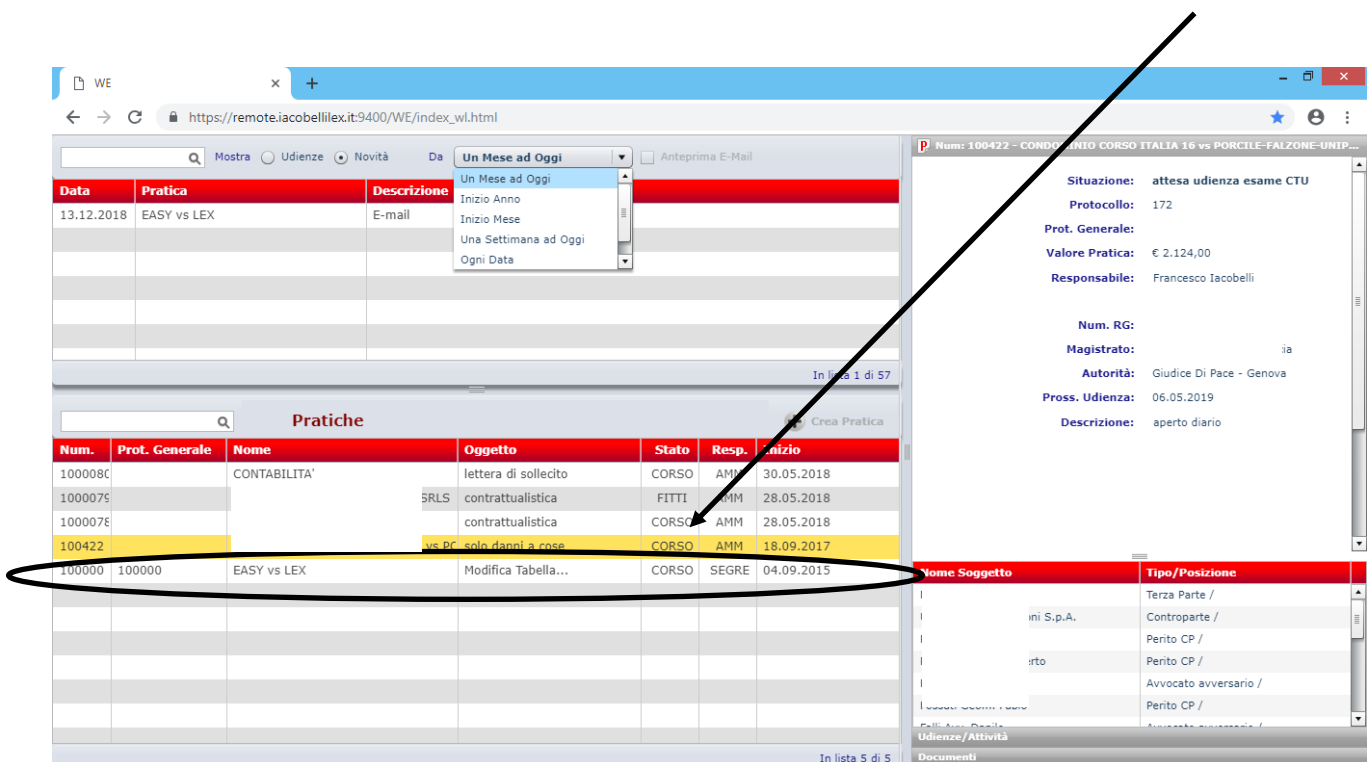 WE
https://remote.iacobellilex.it:9400/WE/index_wl.html
Mostra Udienze Novità Da Un Mese ad Oggi Anteprima E-Mail
Un Mese ad Oggi
Inizio Anno
Inizio Mese
Una Settimana ad Oggi
Ogni Data
Data Pratica Descrizione
13.12.2018 EASY vs LEX E-mail
In lista 1 di 57
Pratiche Crea Pratica
Num. Prot. Generale Nome Oggetto Stato Resp. Inizio
100008 CONTABILITA' lettera di sollecito CORSO AMM 30.05.2018
100007 SRLS contrattualistica FITTI AMM 28.05.2018
100007 contrattualistica CORSO AMM 28.05.2018
100422 vs PC solo danni a cose CORSO AMM 18.09.2017
100000 100000 EASY vs LEX Modifica Tabella... CORSO SEGRE 04.09.2015
In lista 5 di 5
Num: 100422 - CONDOMINIO CORSO ITALIA 16 vs PORCILE-FALZONE-UNIP...
Situazione: attesa udienza esame CTU
Protocollo: 172
Prot. Generale:
Valore Pratica: € 2.124,00
Responsabile: Francesco Iacobelli
Num. RG:
Magistrato:
Autorità: Giudice Di Pace - Genova
Pross. Udienza: 06.05.2019
Descrizione: aperto diario
Nome Soggetto Tipo/Posizione
Terza Parte /
oni S.p.A. Controparte /
Perito CP /
erto Perito CP /
Avvocato avversario /
Perito CP /
Avvocato avversario /
Udienze/Attività
Documenti